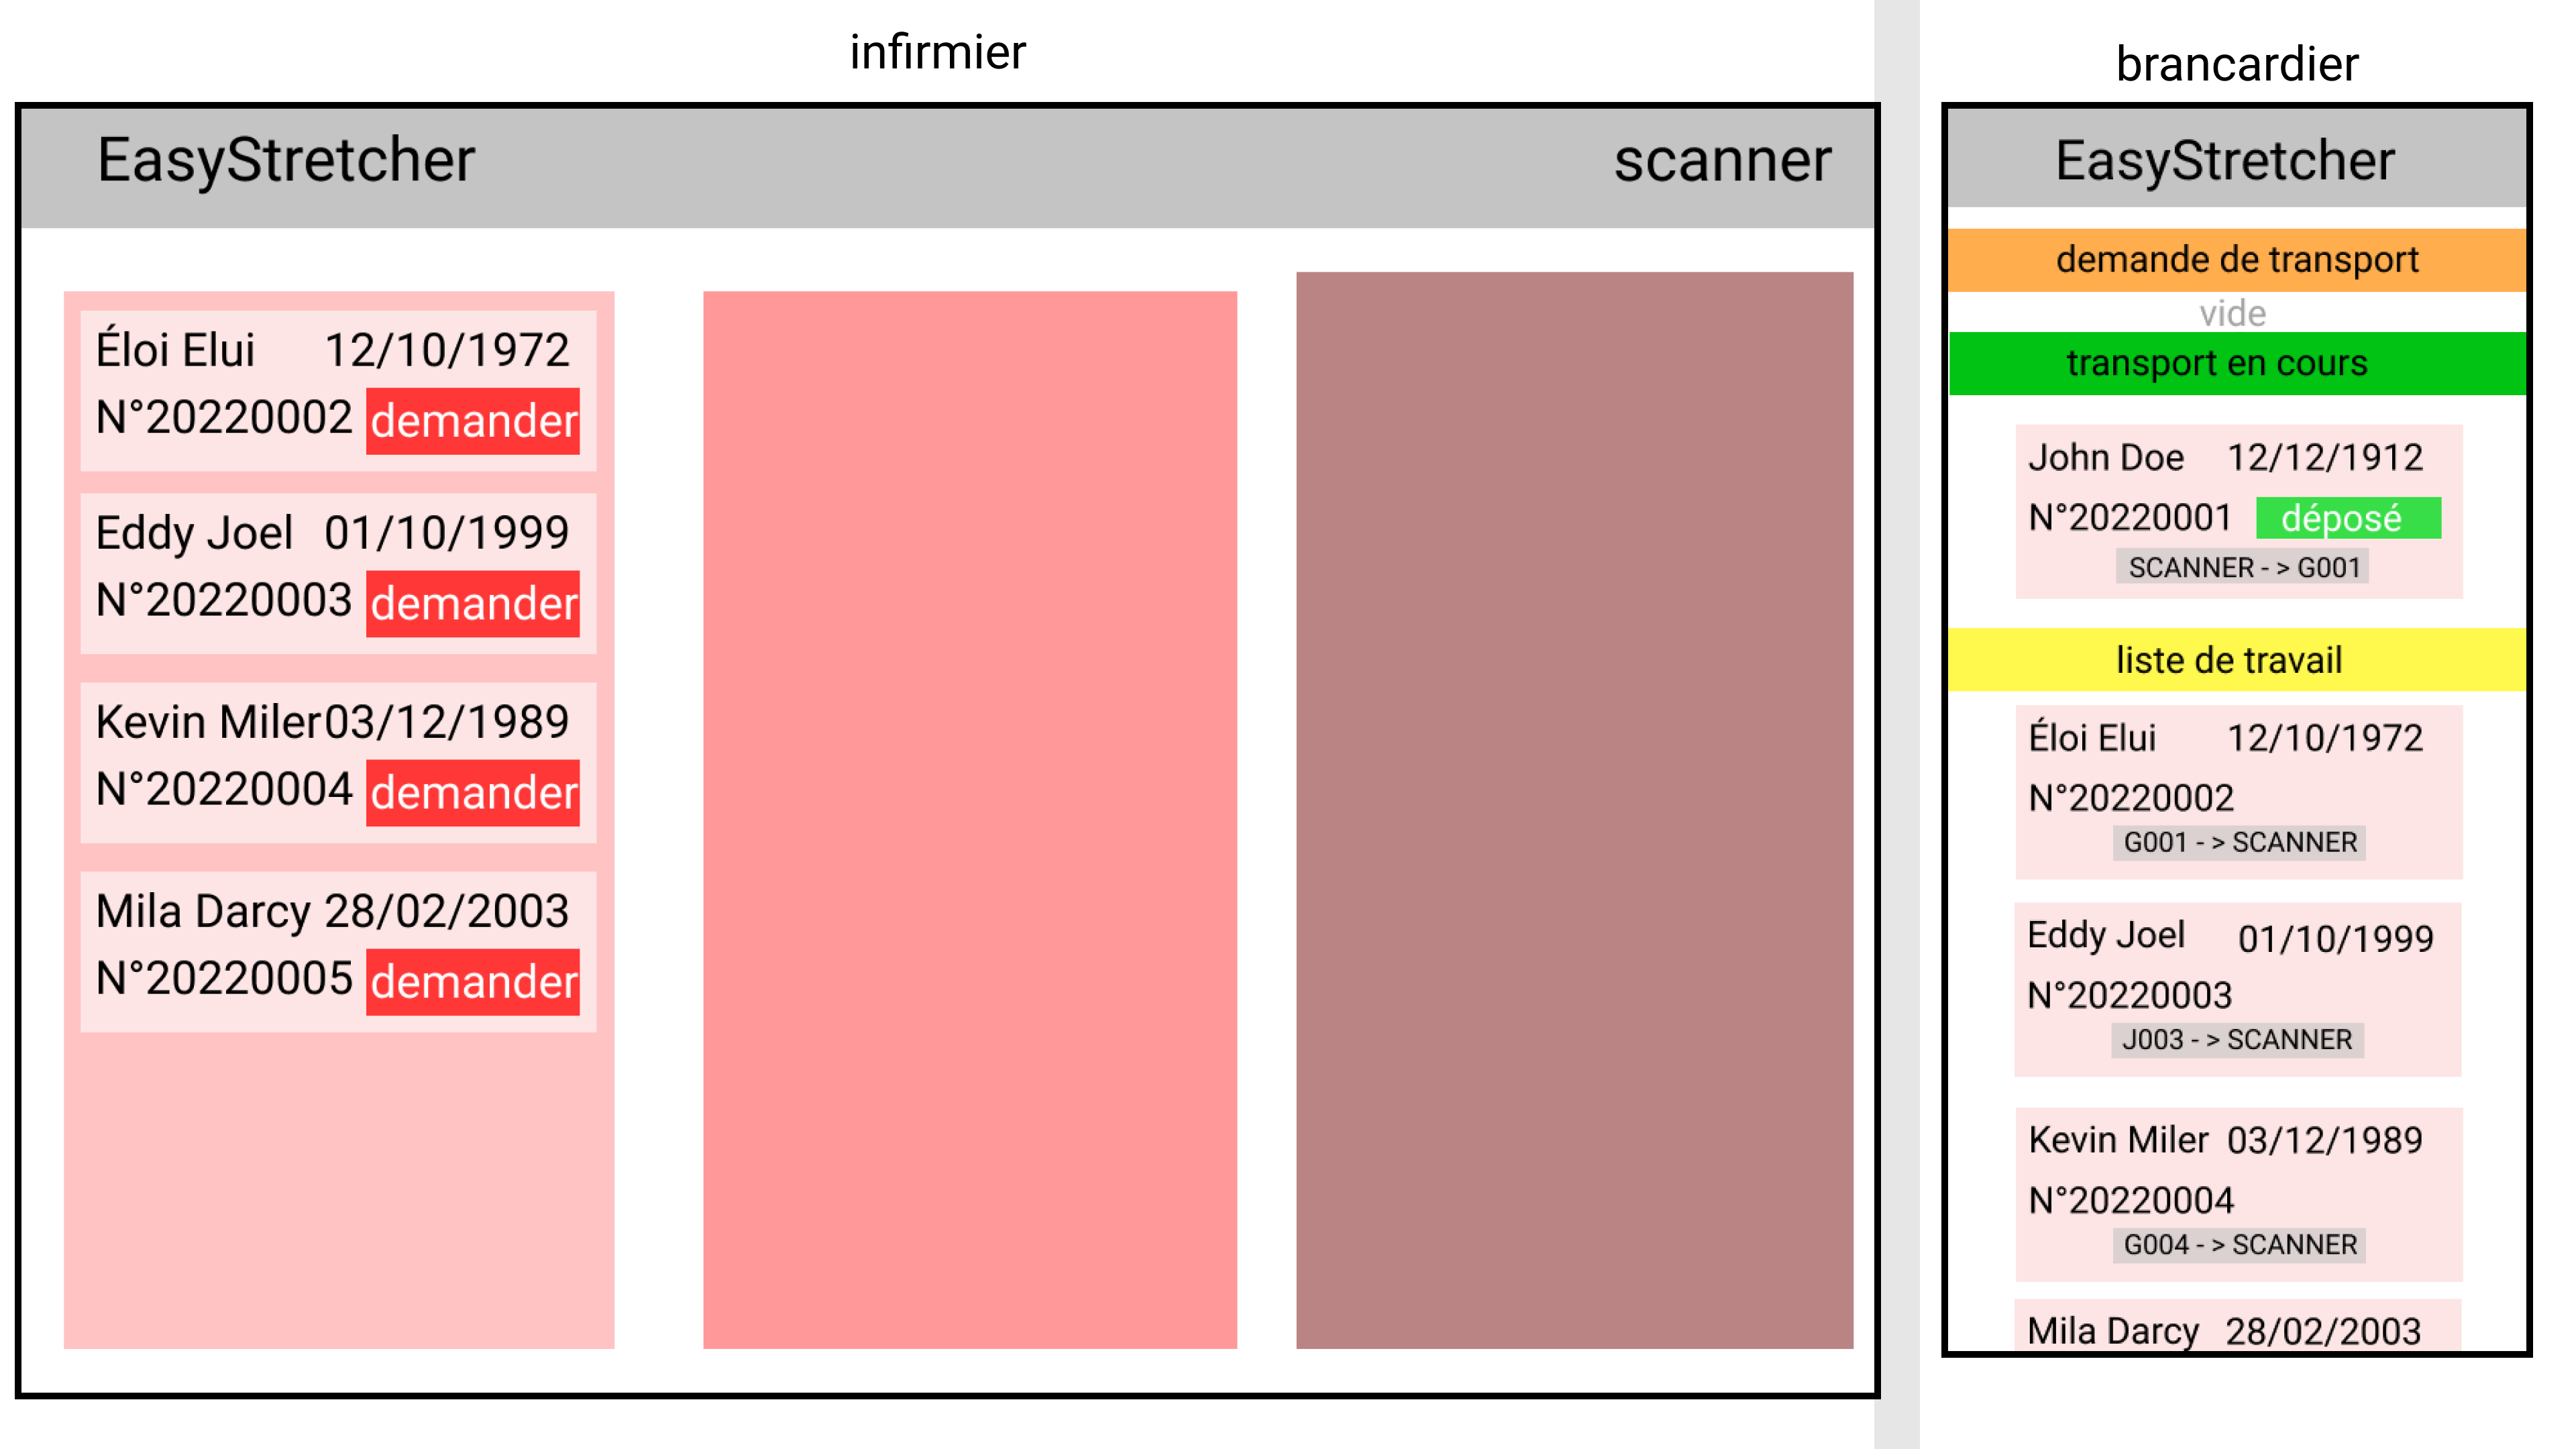 infirmier
EasyStretcher
scanner
Éloi Elui 12/10/1972
N°20220002 demander
Eddy Joel 01/10/1999
N°20220003 demander
Kevin Miler 03/12/1989
N°20220004 demander
Mila Darcy 28/02/2003
N°20220005 demander
brancardier
EasyStretcher
demande de transport
vide
transport en cours
John Doe 12/12/1912
N°20220001 déposé
SCANNER - > G001
liste de travail
Éloi Elui 12/10/1972
N°20220002
G001 - > SCANNER
Eddy Joel 01/10/1999
N°20220003
J003 - > SCANNER
Kevin Miler 03/12/1989
N°20220004
G004 - > SCANNER
Mila Darcy 28/02/2003